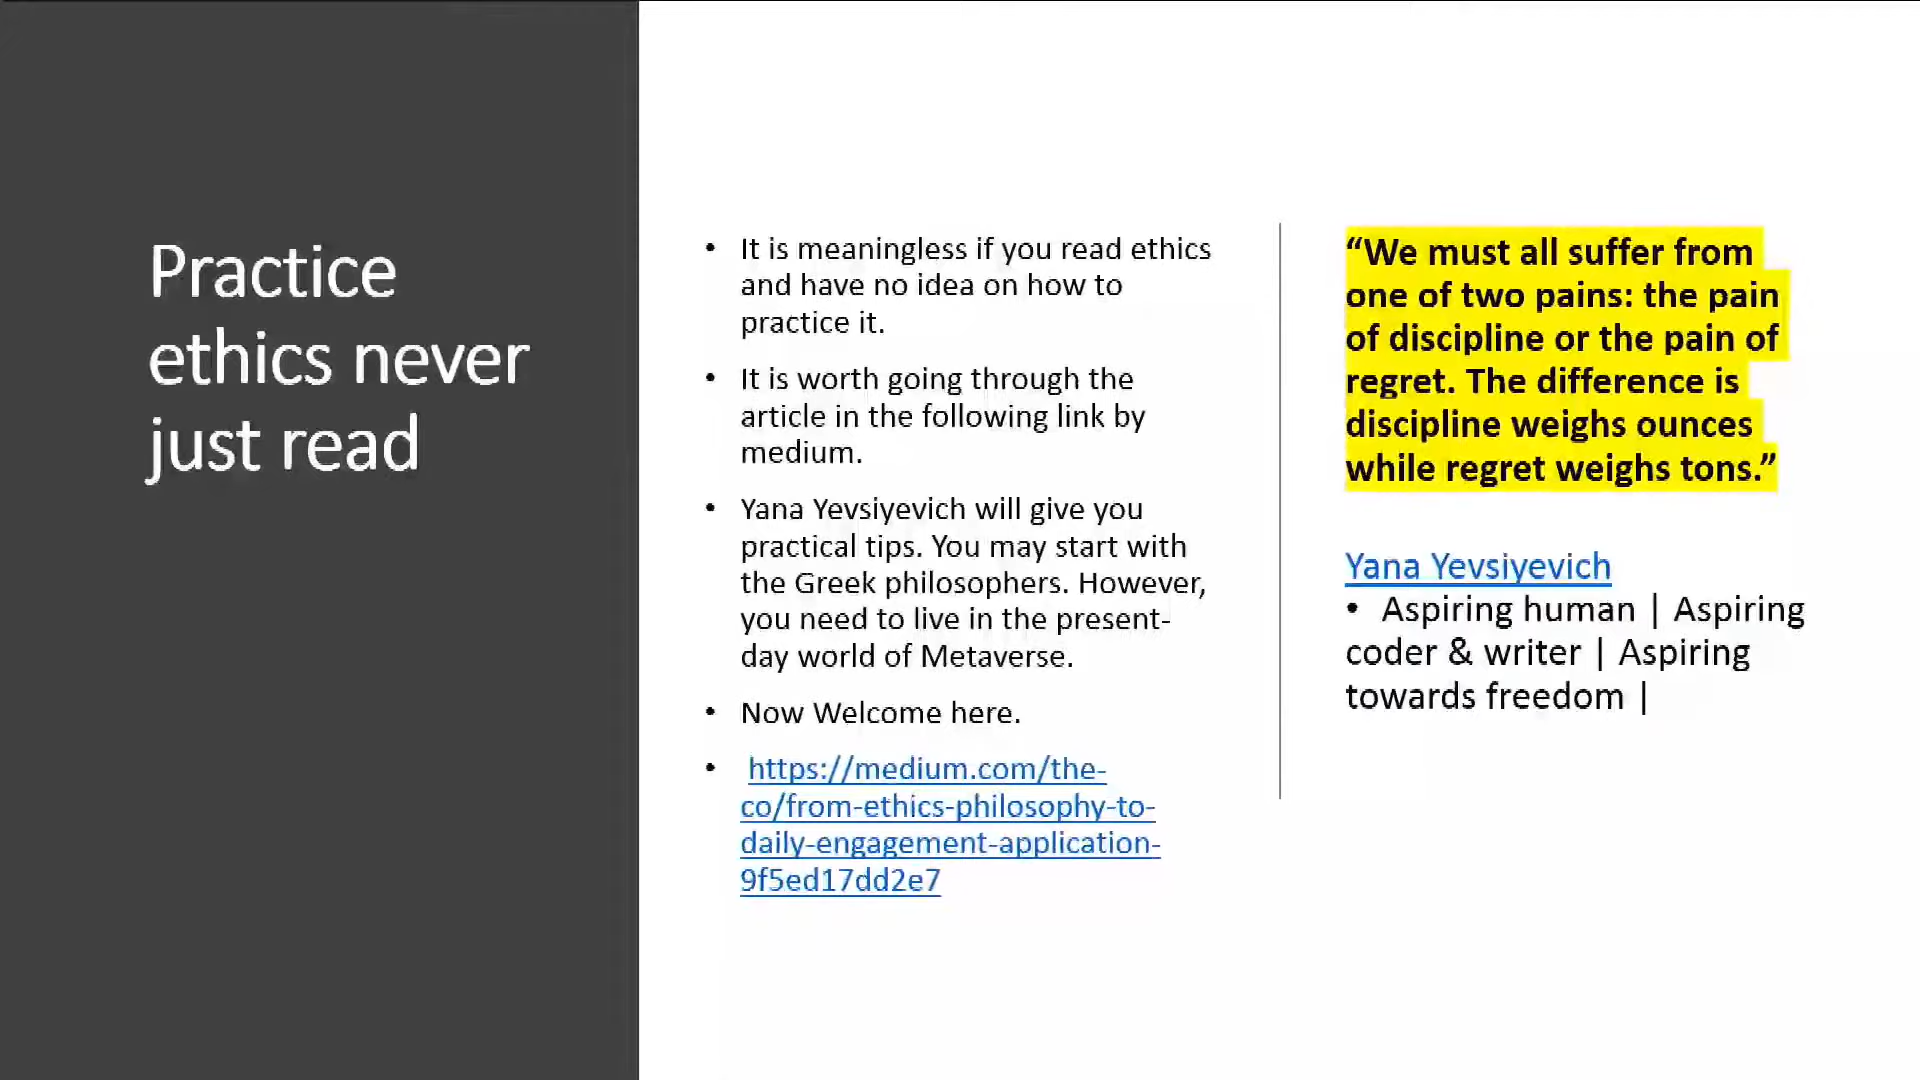 Practice
ethics never
just read
• It is meaningless if you read ethics
and have no idea on how to
practice it.
• It is worth going through the
article in the following link by
medium.
• Yana Yevsiyevich will give you
practical tips. You may start with
the Greek philosophers. However,
you need to live in the present-
day world of Metaverse.
• Now Welcome here.
• https://medium.com/the-
co/from-ethics-philosophy-to-
daily-engagement-application-
9f5ed17dd2e7
“We must all suffer from
one of two pains: the pain
of discipline or the pain of
regret. The difference is
discipline weighs ounces
while regret weighs tons.”
Yana Yevsiyevich
• Aspiring human | Aspiring
coder & writer | Aspiring
towards freedom |